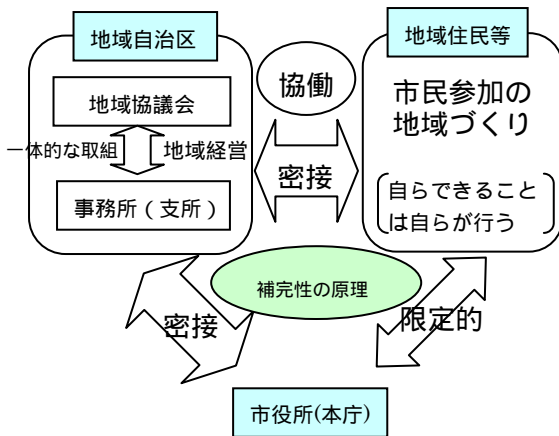 地域自治区
地域住民等
地域協議会
一体的な取組
地域経営
事務所(支所)
協働
密接
市民参加の
地域づくり
自らできること
は自らが行う
補完性の原理
密接
限定的
市役所(本庁)